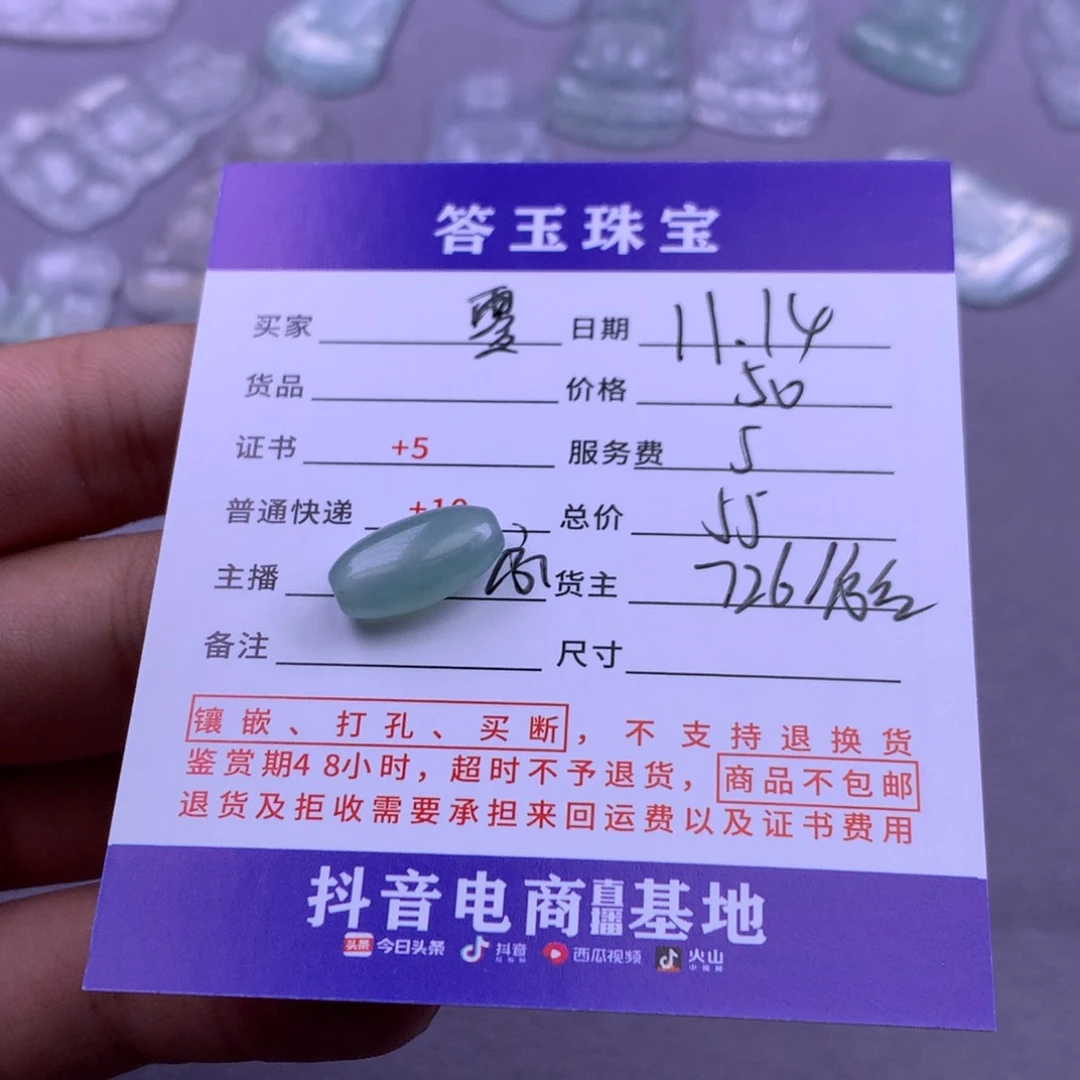 答玉珠宝
买家 日期 11.14
货品 价格 50
证书 +5 服务费 5
普通快递 +10 总价 55
主播 货主 726/
备注 尺寸
镶嵌、打孔、买断，不支持退换货
鉴赏期48小时，超时不予退货，商品不包邮
退货及拒收需要承担来回运费以及证书费用
抖音电商直播基地
头条 今日头条 抖音 西瓜视频 火山